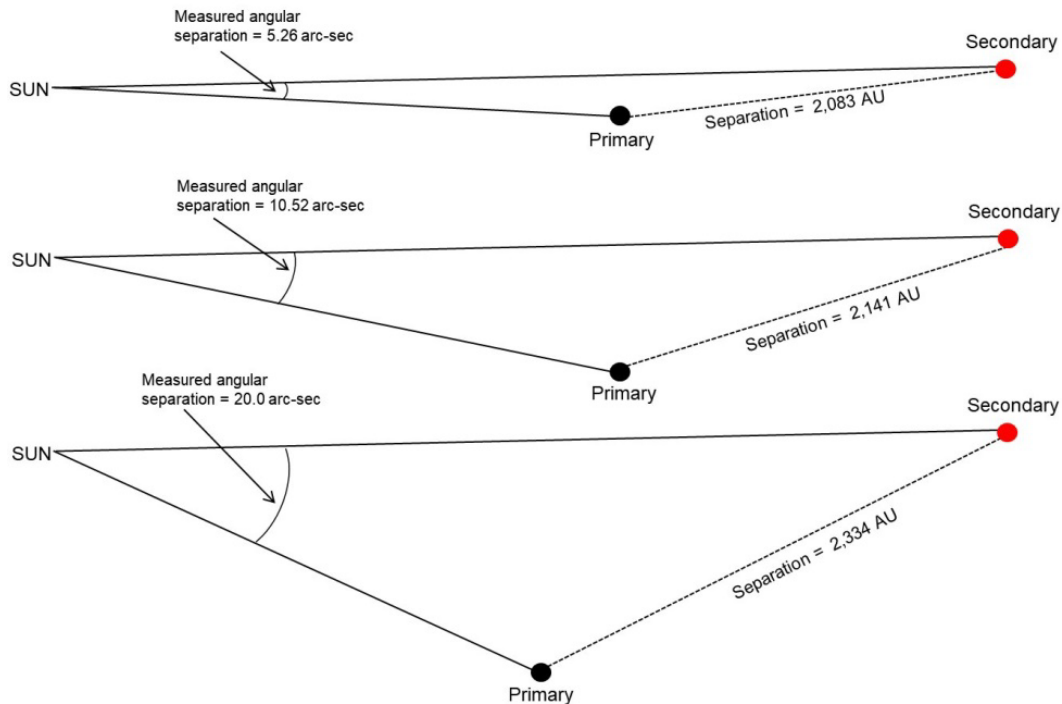 Measured angular
separation = 5.26 arc-sec
Secondary
SUN
Separation = 2,083 AU
Primary
Measured angular
separation = 10.52 arc-sec
Secondary
SUN
Separation = 2,141 AU
Primary
Measured angular
separation = 20.0 arc-sec
Secondary
SUN
Separation = 2,334 AU
Primary